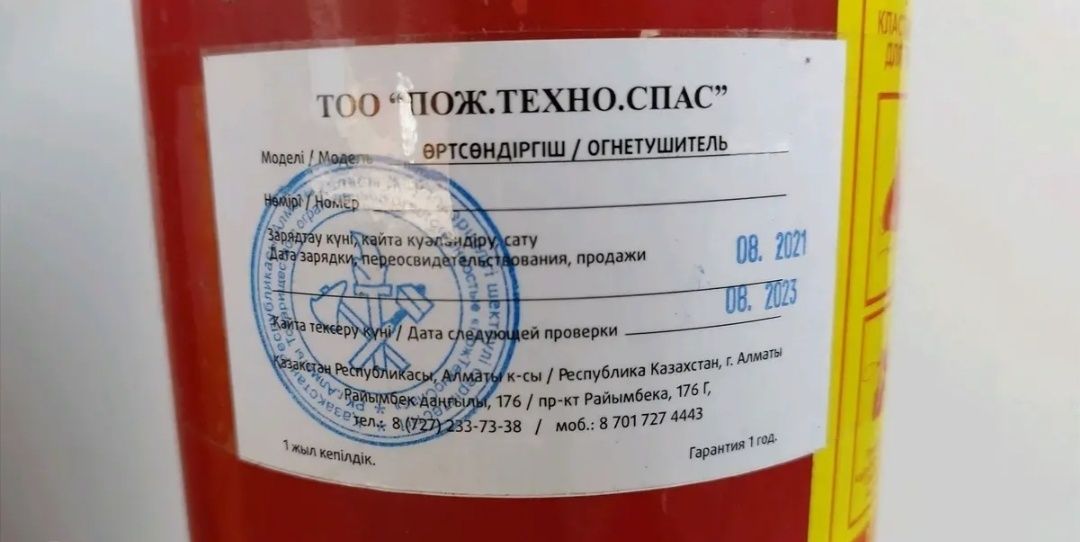 ТОО “ПОЖ.ТЕХНО.СПАС”
Моделі / Модель ӨРТСӨНДІРГІШ / ОГНЕТУШИТЕЛЬ
Нөмірі / Номер
Зарядтау күні, кайта куәландіру, сату
Дата зарядки, переосвидетельствования, продажи 08. 2021
08. 2023
Кайта тексеру күні / Дата следующей проверки
Қазақстан Республикасы, Алматы к-сы / Республика Казахстан, г. Алматы
Райымбек даңғылы, 176 / пр-кт Райымбека, 176 Г,
тел.: 8 (727) 233-73-38 / моб.: 8 701 727 4443
1 жыл кепілдік. Гарантия 1 год.